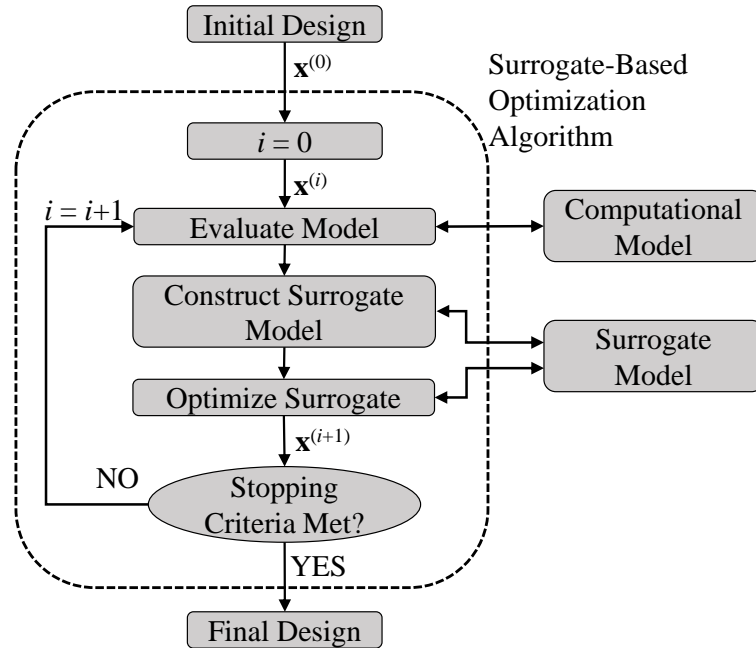 Initial Design
x^(0)
Surrogate-Based
Optimization
Algorithm
i = 0
x^(i)
i = i+1
Evaluate Model
Computational
Model
Construct Surrogate
Model
Surrogate
Model
Optimize Surrogate
x^(i+1)
NO
Stopping
Criteria Met?
YES
Final Design